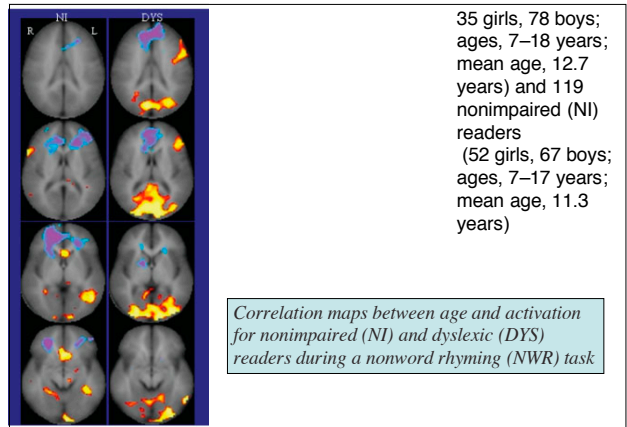 NI DYS
R L
35 girls, 78 boys;
ages, 7–18 years;
mean age, 12.7
years) and 119
nonimpaired (NI)
readers
(52 girls, 67 boys;
ages, 7–17 years;
mean age, 11.3
years)
Correlation maps between age and activation
for nonimpaired (NI) and dyslexic (DYS)
readers during a nonword rhyming (NWR) task